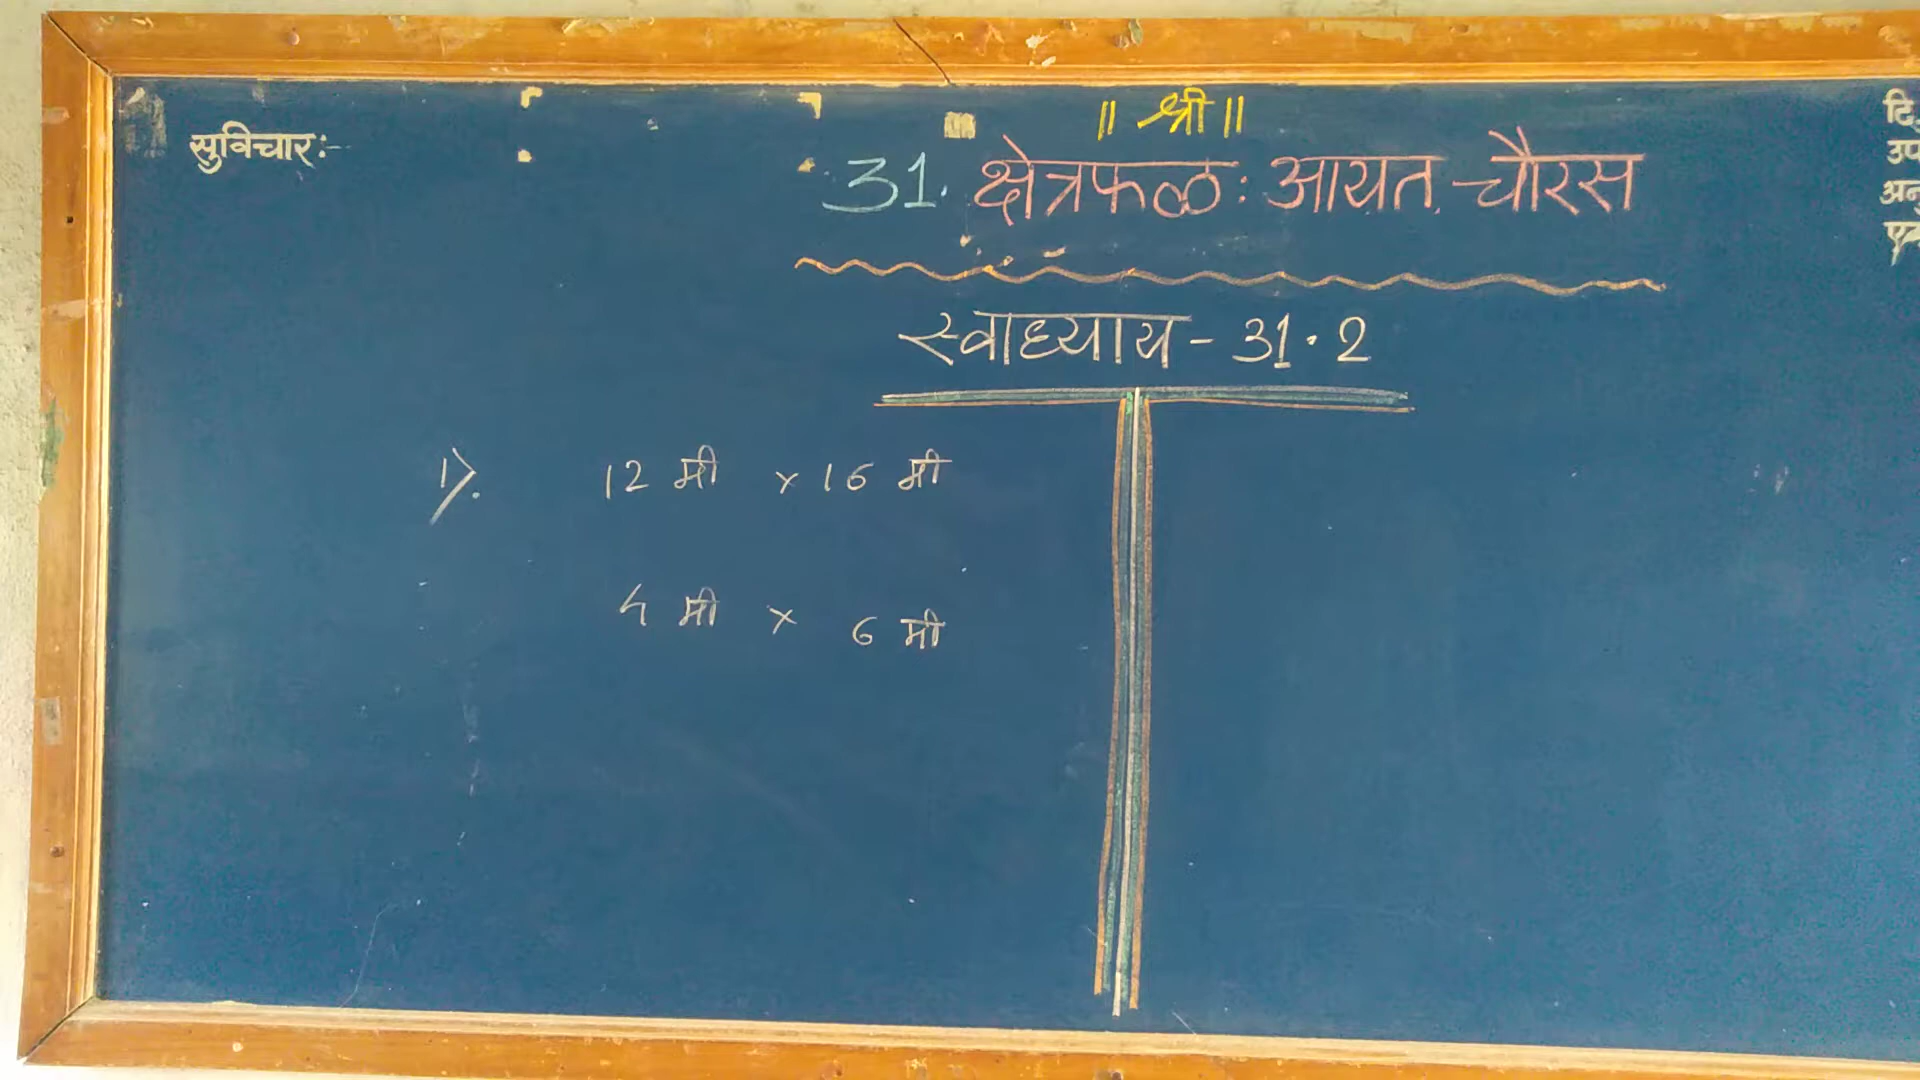 ॥ श्री ॥
सुविचार:-
31. क्षेत्रफळ: आयत, चौरस
स्वाध्याय - 31.2
1). 12 मी × 16 मी
4 मी × 6 मी